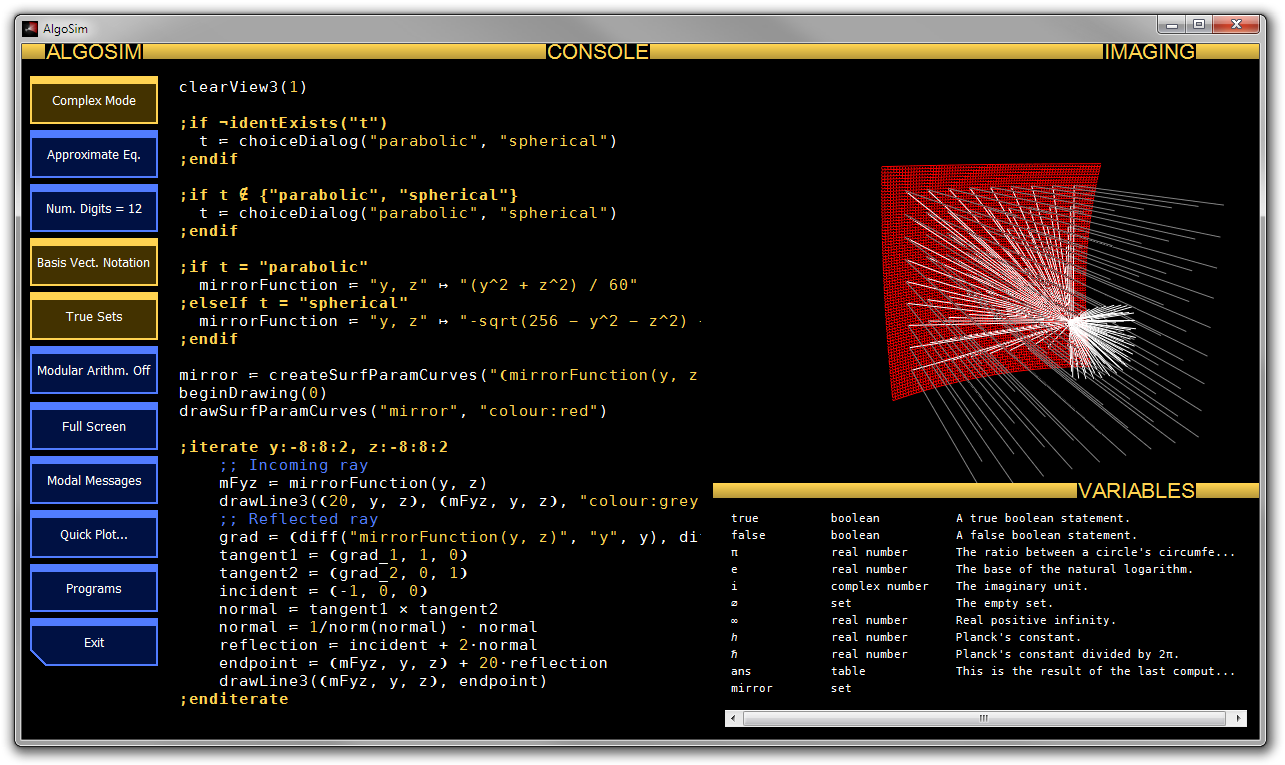 AlgoSim
ALGOSIM
CONSOLE
IMAGING
Complex Mode
Approximate Eq.
Num. Digits = 12
Basis Vect. Notation
True Sets
Modular Arithm. Off
Full Screen
Modal Messages
Quick Plot...
Programs
Exit
clearView3(1)
;if ¬identExists("t")
t ≔ choiceDialog("parabolic", "spherical")
;endif
;if t ∉ {"parabolic", "spherical"}
t ≔ choiceDialog("parabolic", "spherical")
;endif
;if t = "parabolic"
mirrorFunction ≔ "y, z" ↦ "(y^2 + z^2) / 60"
;elseIf t = "spherical"
mirrorFunction ≔ "y, z" ↦ "-sqrt(256 − y^2 − z^2) -
;endif
mirror ≔ createSurfParamCurves("❨mirrorFunction(y, z
beginDrawing(0)
drawSurfParamCurves("mirror", "colour:red")
;iterate y:-8:8:2, z:-8:8:2
;; Incoming ray
mFyz ≔ mirrorFunction(y, z)
drawLine3(❨20, y, z❩, ❨mFyz, y, z❩, "colour:grey
;; Reflected ray
grad ≔ ❨diff("mirrorFunction(y, z)", "y", y), di
tangent1 ≔ ❨grad_1, 1, 0❩
tangent2 ≔ ❨grad_2, 0, 1❩
incident ≔ ❨-1, 0, 0❩
normal ≔ tangent1 × tangent2
normal ≔ 1/norm(normal) · normal
reflection ≔ incident + 2·normal
endpoint ≔ ❨mFyz, y, z❩ + 20·reflection
drawLine3(❨mFyz, y, z❩, endpoint)
;enditerate
VARIABLES
true boolean A true boolean statement.
false boolean A false boolean statement.
π real number The ratio between a circle's circumfe...
e real number The base of the natural logarithm.
i complex number The imaginary unit.
∅ set The empty set.
∞ real number Real positive infinity.
ℎ real number Planck's constant.
ℏ real number Planck's constant divided by 2π.
ans table This is the result of the last comput...
mirror set